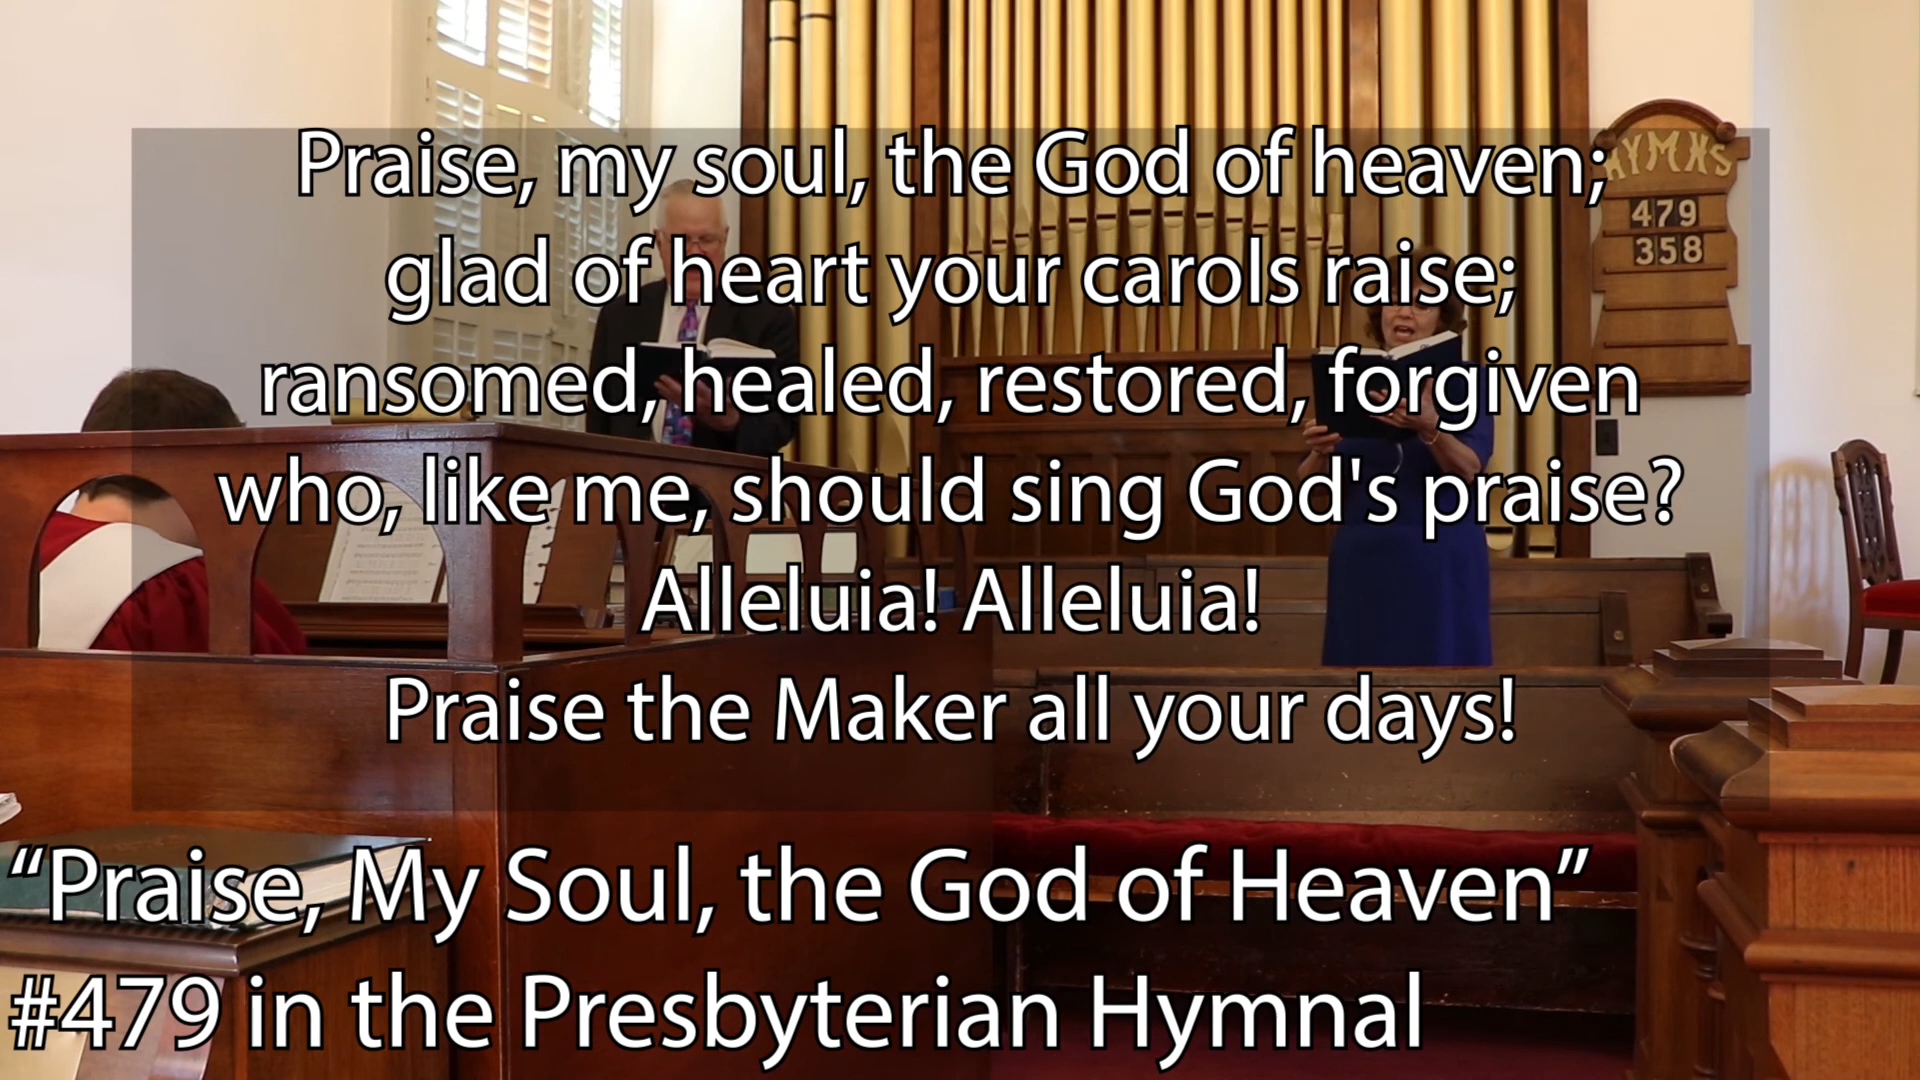 Praise, my soul, the God of heaven;
glad of heart your carols raise;
ransomed, healed, restored, forgiven
who, like me, should sing God's praise?
Alleluia! Alleluia!
Praise the Maker all your days!
HYMNS
479
358
“Praise, My Soul, the God of Heaven”
#479 in the Presbyterian Hymnal